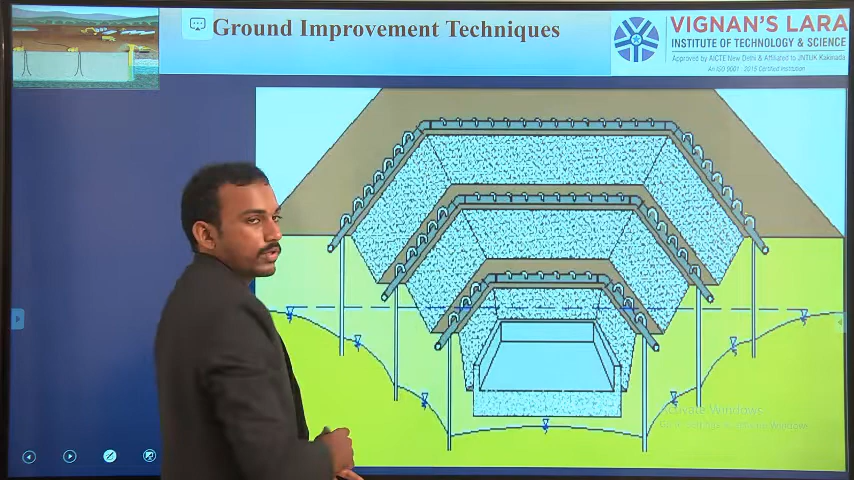 Ground Improvement Techniques
VIGNAN'S LARA
INSTITUTE OF TECHNOLOGY & SCIENCE
Approved by AICTE New Delhi & Affiliated to JNTUK Kakinada
An ISO 9001 : 2015 Certified Institution
Activate Windows